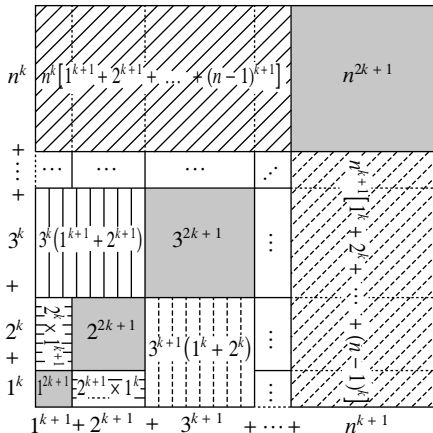 n^k n^k[1^{k+1} + 2^{k+1} + … + (n − 1)^{k+1}] n^{2k + 1}
+
⋯ ⋯ ⋯ ⋯ ⋰
+
3^k 3^k(1^{k+1} + 2^{k+1}) 3^{2k + 1} ⋮ n^{k+1}[1^k + 2^k + ⋯ + (n − 1)^k]
+
2^k 2^k × 1^{k+1} 2^{2k+1} 3^{k+1}(1^k + 2^k) ⋮
+
1^k 1^{2k+1} 2^{k+1} × 1^k ⋮
1^{k+1} + 2^{k+1} + 3^{k+1} + ⋯ + n^{k+1}